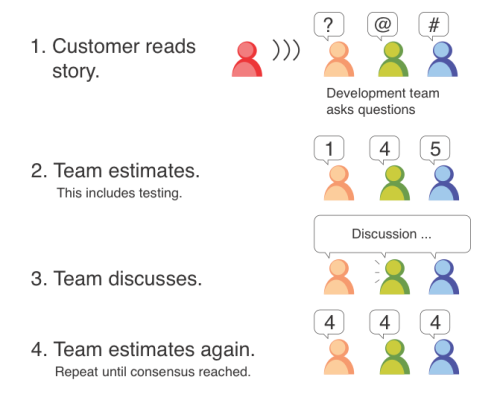 1. Customer reads
story.
? @ #
Development team
asks questions
1 4 5
2. Team estimates.
This includes testing.
Discussion ...
3. Team discusses.
4 4 4
4. Team estimates again.
Repeat until consensus reached.